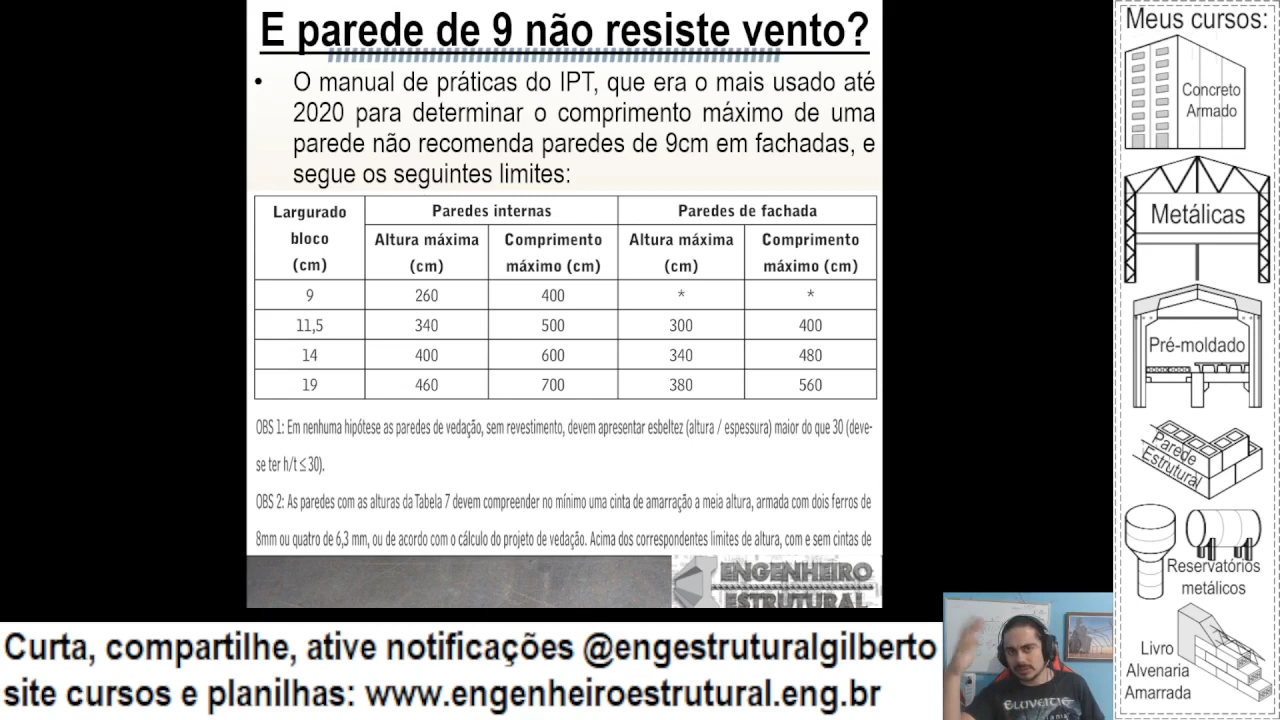 E parede de 9 não resiste vento?
• O manual de práticas do IPT, que era o mais usado até
2020 para determinar o comprimento máximo de uma
parede não recomenda paredes de 9cm em fachadas, e
segue os seguintes limites:
Largurado bloco (cm) Paredes internas Paredes de fachada
Altura máxima (cm) Comprimento máximo (cm) Altura máxima (cm) Comprimento máximo (cm)
9 260 400 * *
11,5 340 500 300 400
14 400 600 340 480
19 460 700 380 560
OBS 1: Em nenhuma hipótese as paredes de vedação, sem revestimento, devem apresentar esbeltez (altura / espessura) maior do que 30 (deve-
se ter h/t ≤ 30).
OBS 2: As paredes com as alturas da Tabela 7 devem compreender no mínimo uma cinta de amarração a meia altura, armada com dois ferros de
8mm ou quatro de 6,3 mm, ou de acordo com o cálculo do projeto de vedação. Acima dos correspondentes limites de altura, com e sem cintas de
ENGENHEIRO
ESTRUTURAL
Curta, compartilhe, ative notificações @engestruturalgilberto
site cursos e planilhas: www.engenheiroestrutural.eng.br
Meus cursos:
Concreto
Armado
Metálicas
Pré-moldado
Parede
Estrutural
Reservatórios
metálicos
Livro
Alvenaria
Amarrada
ELUVEITIE